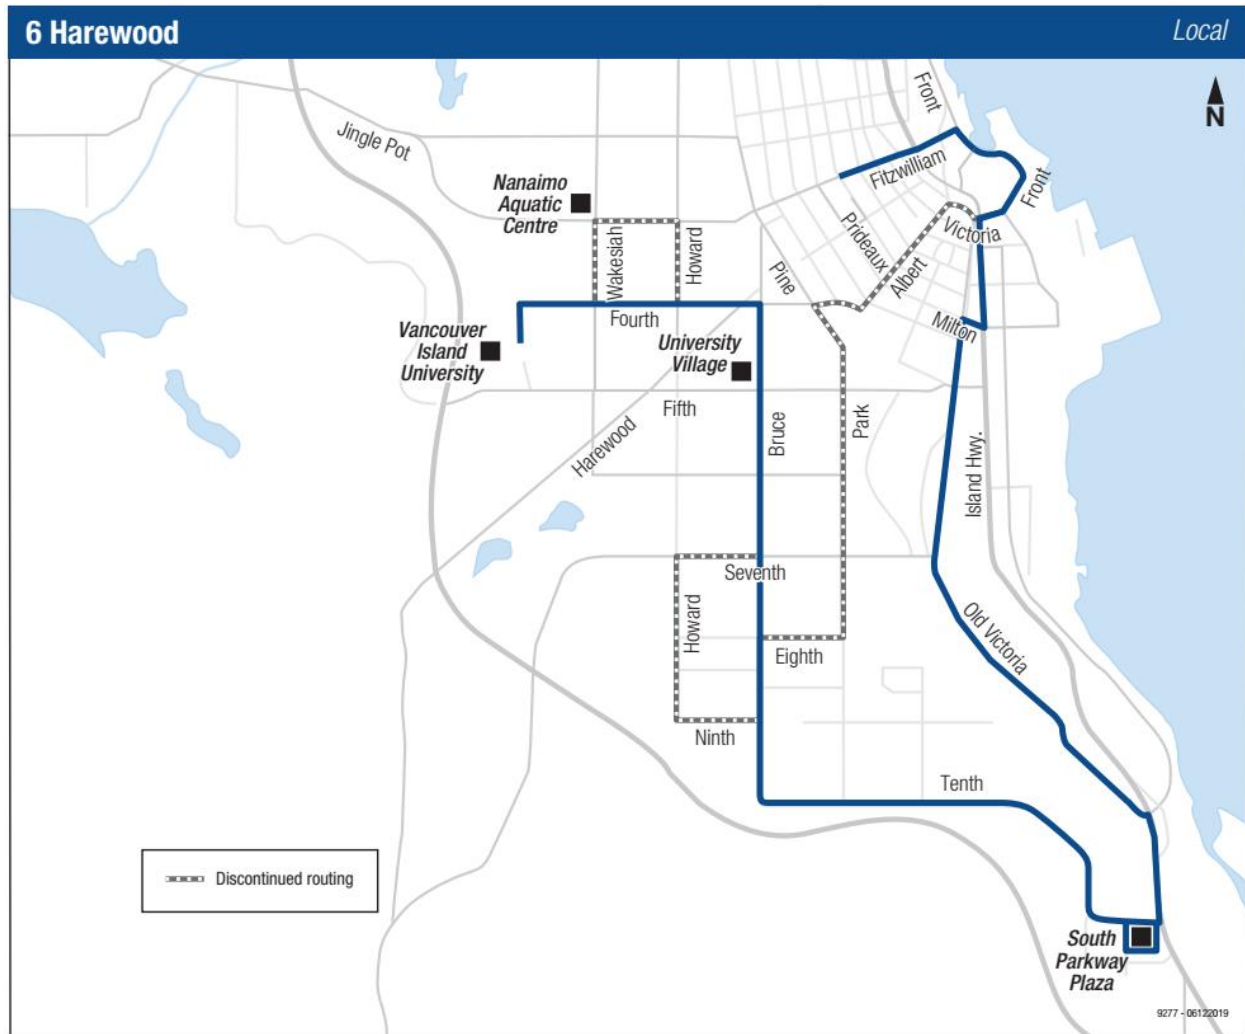 6 Harewood
Local
Front
N
Jingle Pot
Fitzwilliam
Nanaimo
Aquatic
Centre
Front
Prideaux
Victoria
Wakesiah
Howard
Pine
Albert
Milton
Fourth
Vancouver
Island
University
University
Village
Fifth
Park
Bruce
Harewood
Island Hwy.
Seventh
Howard
Old Victoria
Eighth
Ninth
Tenth
Discontinued routing
South
Parkway
Plaza
9277 - 06122019